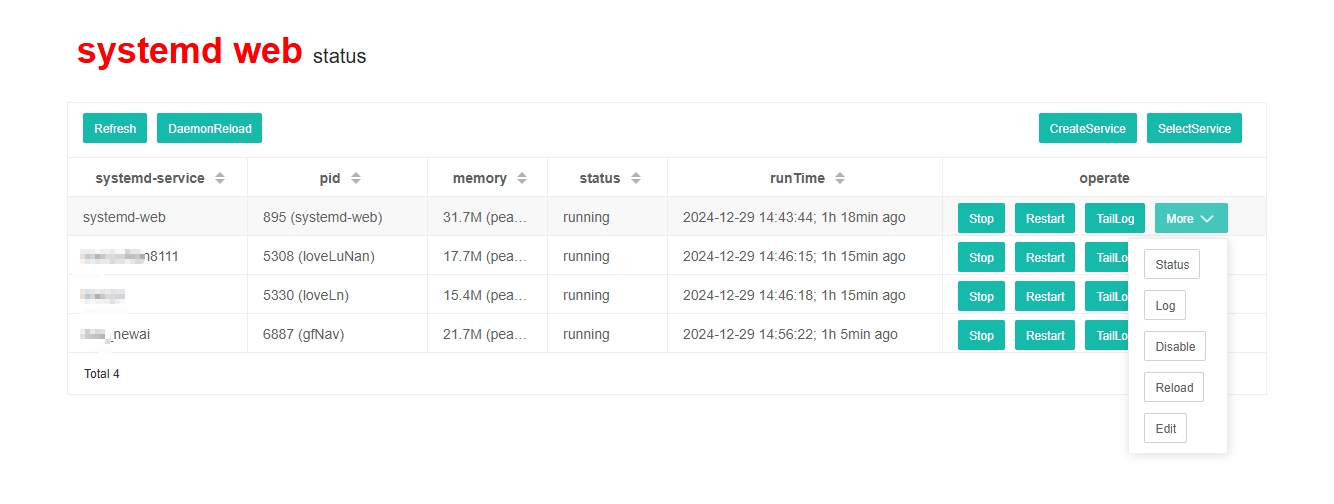 systemd web status
Refresh DaemonReload CreateService SelectService
systemd-service pid memory status runTime operate
systemd-web 895 (systemd-web) 31.7M (pea... running 2024-12-29 14:43:44; 1h 18min ago Stop Restart TailLog More
8111 5308 (loveLuNan) 17.7M (pea... running 2024-12-29 14:46:15; 1h 15min ago Stop Restart TailLo
5330 (loveLn) 15.4M (pea... running 2024-12-29 14:46:18; 1h 15min ago Stop Restart TailLo
_newai 6887 (gfNav) 21.7M (pea... running 2024-12-29 14:56:22; 1h 5min ago Stop Restart TailLo
Total 4
Status
Log
Disable
Reload
Edit